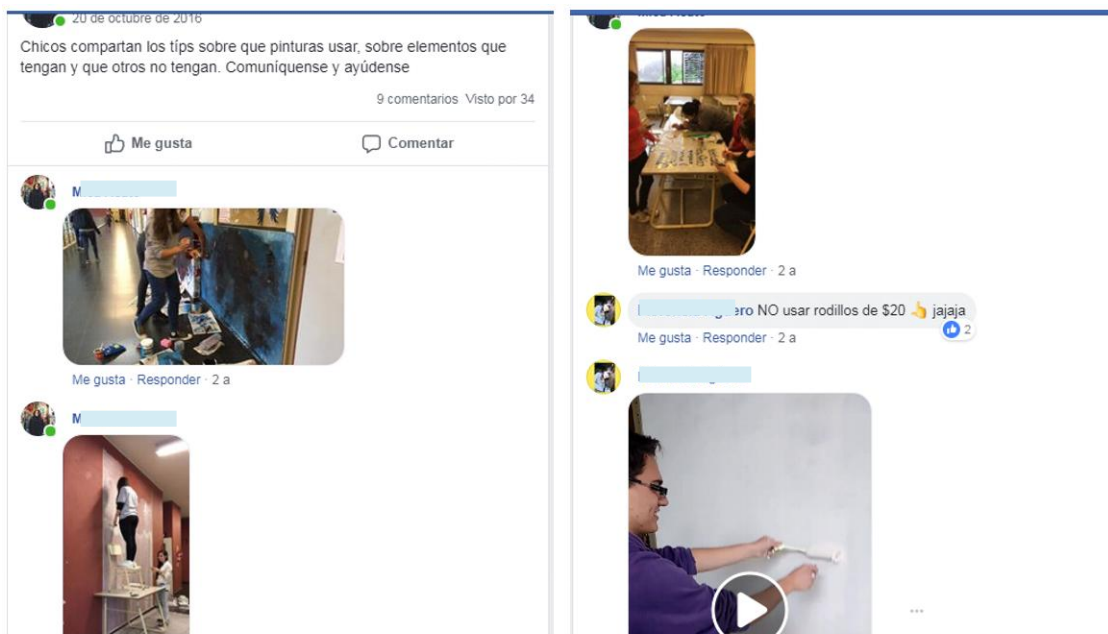 20 de octubre de 2016
Chicos compartan los típs sobre que pinturas usar, sobre elementos que
tengan y que otros no tengan. Comuníquense y ayúdense
9 comentarios Visto por 34
Me gusta
Comentar
M
Me gusta · Responder · 2 a
M
Me gusta · Responder · 2 a
NO usar rodillos de $20 👍 jajaja
2
Me gusta · Responder · 2 a